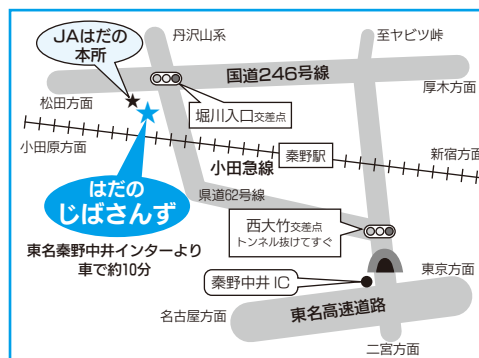 JAはだの
本所
丹沢山系
至ヤビツ峠
国道246号線
厚木方面
松田方面
堀川入口交差点
小田原方面
小田急線
秦野駅
新宿方面
はだの
じばさんず
県道62号線
西大竹交差点
トンネル抜けてすぐ
東名秦野中井インターより
車で約10分
秦野中井 IC
東京方面
名古屋方面
東名高速道路
二宮方面